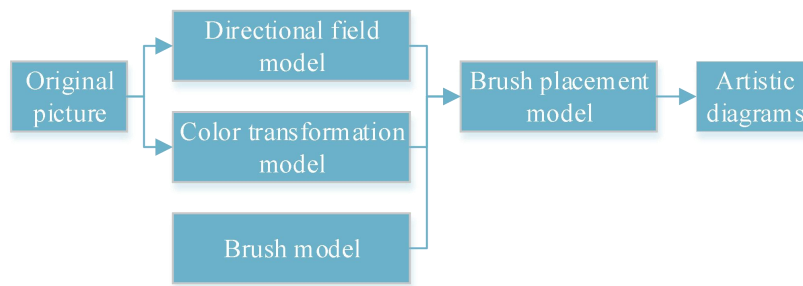 Original
picture
Directional field
model
Color transformation
model
Brush model
Brush placement
model
Artistic
diagrams